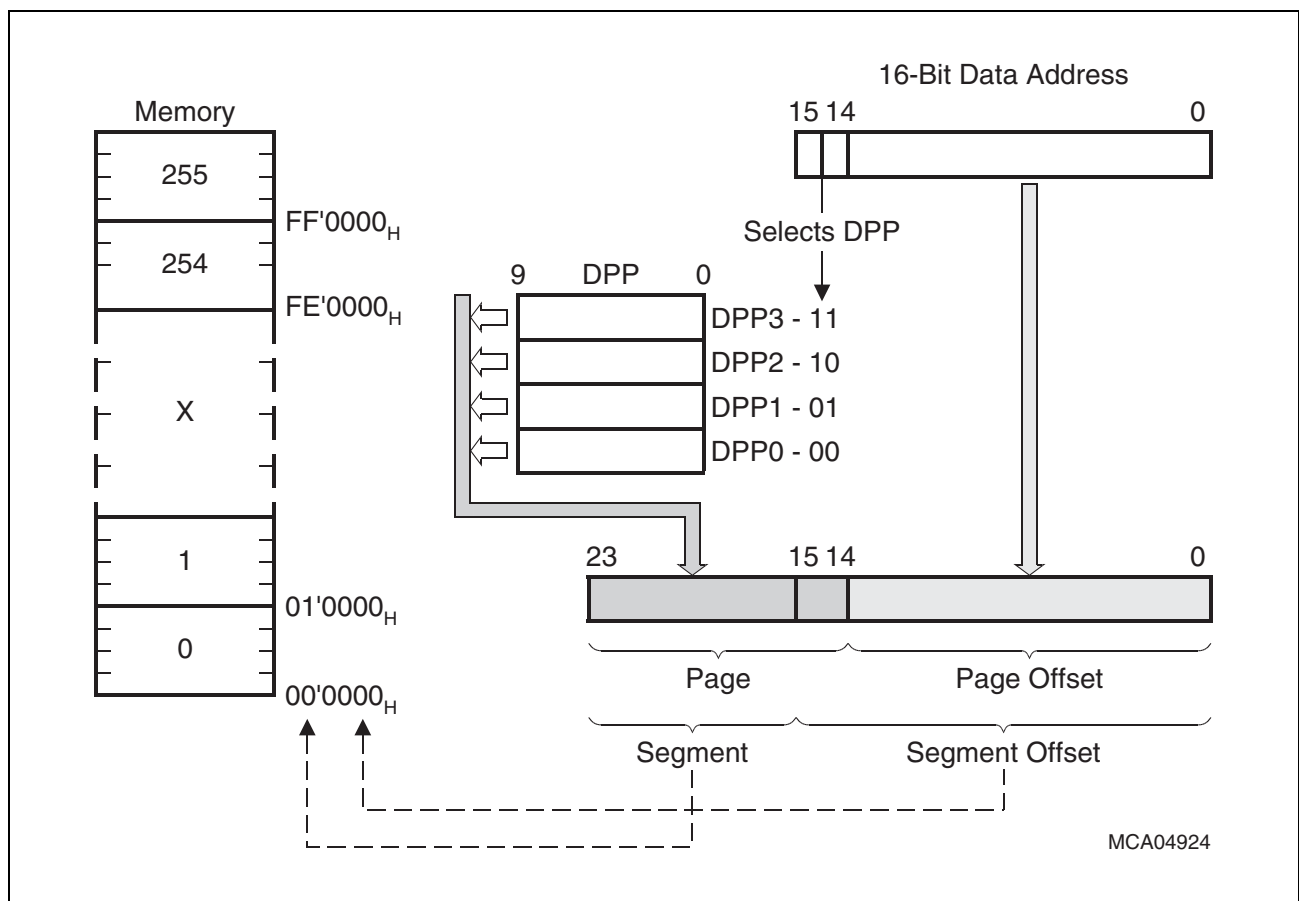 16-Bit Data Address
15 14 0
Memory
255
FF'0000H
254
FE'0000H
X
1
01'0000H
0
00'0000H
Selects DPP
9 DPP 0
DPP3 - 11
DPP2 - 10
DPP1 - 01
DPP0 - 00
23 15 14 0
Page Page Offset
Segment Segment Offset
MCA04924